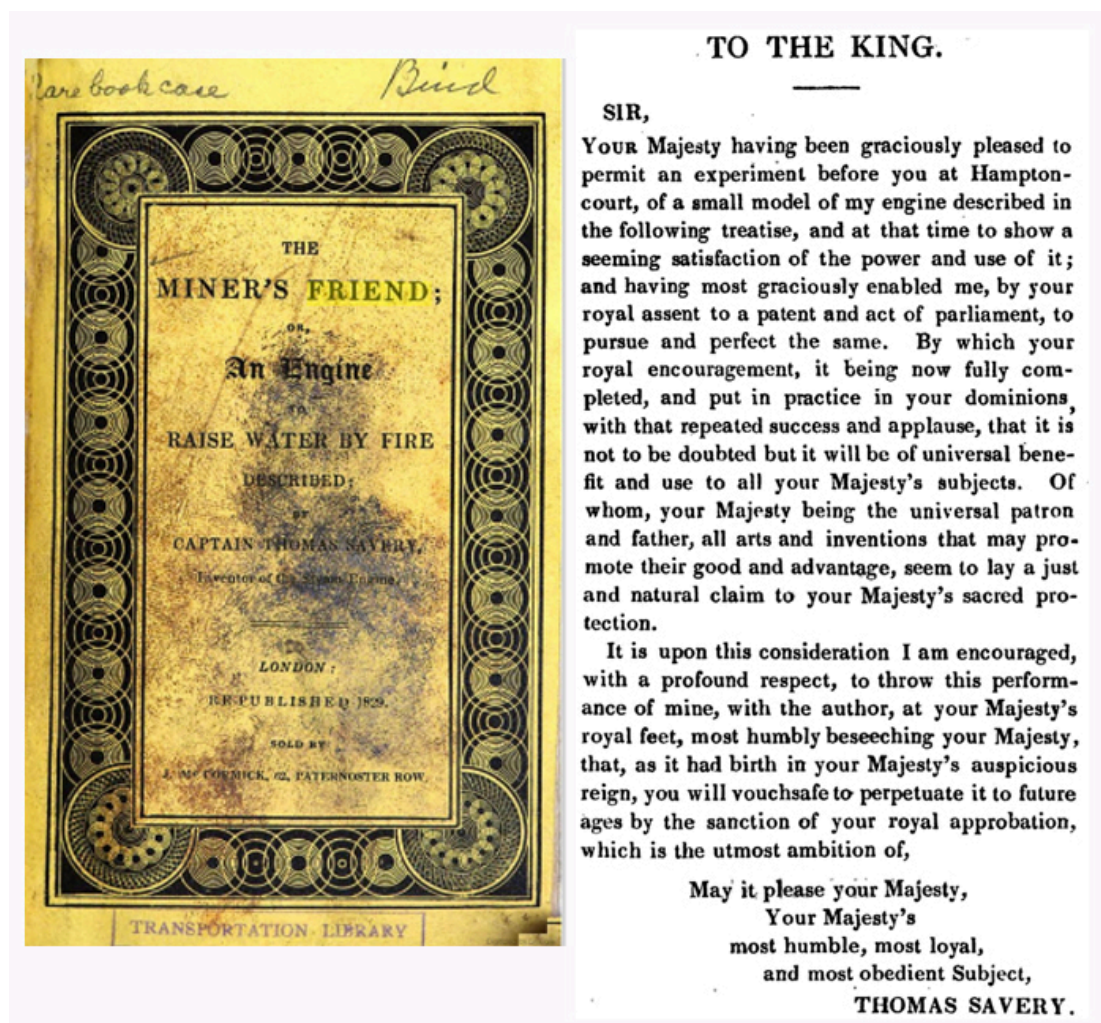 Rare book case
Bind
THE
MINER'S FRIEND;
OR,
An Engine
TO
RAISE WATER BY FIRE
DESCRIBED;
BY
CAPTAIN THOMAS SAVERY,
Inventor of the Steam Engine.
LONDON:
RE-PUBLISHED 1829.
SOLD BY
J. McCORMICK, 62, PATERNOSTER ROW.
TRANSPORTATION LIBRARY
TO THE KING.
SIR,
YOUR Majesty having been graciously pleased to
permit an experiment before you at Hampton-
court, of a small model of my engine described in
the following treatise, and at that time to show a
seeming satisfaction of the power and use of it;
and having most graciously enabled me, by your
royal assent to a patent and act of parliament, to
pursue and perfect the same. By which your
royal encouragement, it being now fully com-
pleted, and put in practice in your dominions,
with that repeated success and applause, that it is
not to be doubted but it will be of universal bene-
fit and use to all your Majesty's subjects. Of
whom, your Majesty being the universal patron
and father, all arts and inventions that may pro-
mote their good and advantage, seem to lay a just
and natural claim to your Majesty's sacred pro-
tection.
It is upon this consideration I am encouraged,
with a profound respect, to throw this perform-
ance of mine, with the author, at your Majesty's
royal feet, most humbly beseeching your Majesty,
that, as it had birth in your Majesty's auspicious
reign, you will vouchsafe to perpetuate it to future
ages by the sanction of your royal approbation,
which is the utmost ambition of,
May it please your Majesty,
Your Majesty's
most humble, most loyal,
and most obedient Subject,
THOMAS SAVERY.